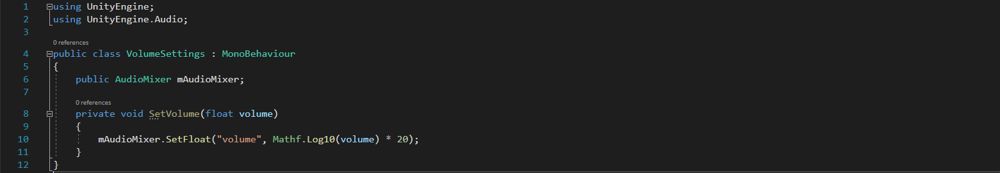 1 using UnityEngine;
2 using UnityEngine.Audio;
3
0 references
4 public class VolumeSettings : MonoBehaviour
5 {
6 public AudioMixer mAudioMixer;
7
0 references
8 private void SetVolume(float volume)
9 {
10 mAudioMixer.SetFloat("volume", Mathf.Log10(volume) * 20);
11 }
12 }